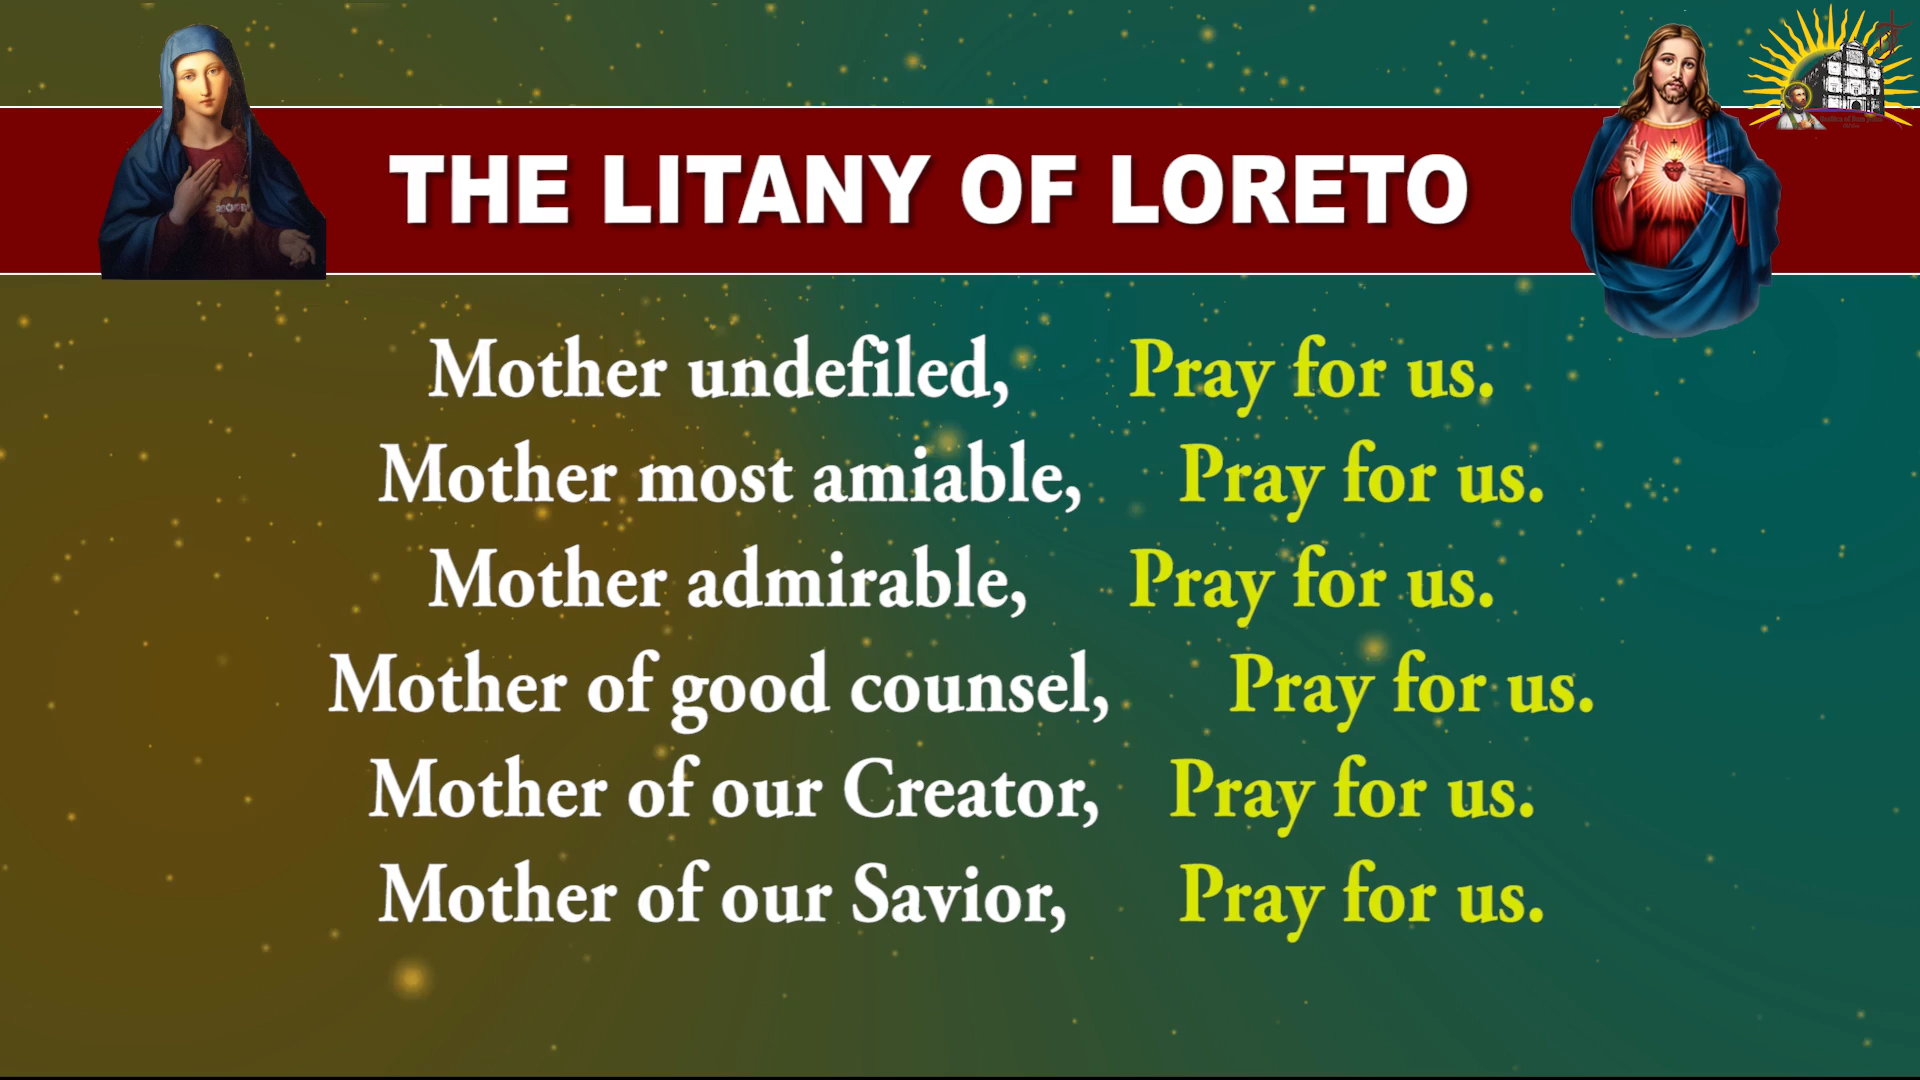 THE LITANY OF LORETO
Mother undefiled, Pray for us.
Mother most amiable, Pray for us.
Mother admirable, Pray for us.
Mother of good counsel, Pray for us.
Mother of our Creator, Pray for us.
Mother of our Savior, Pray for us.